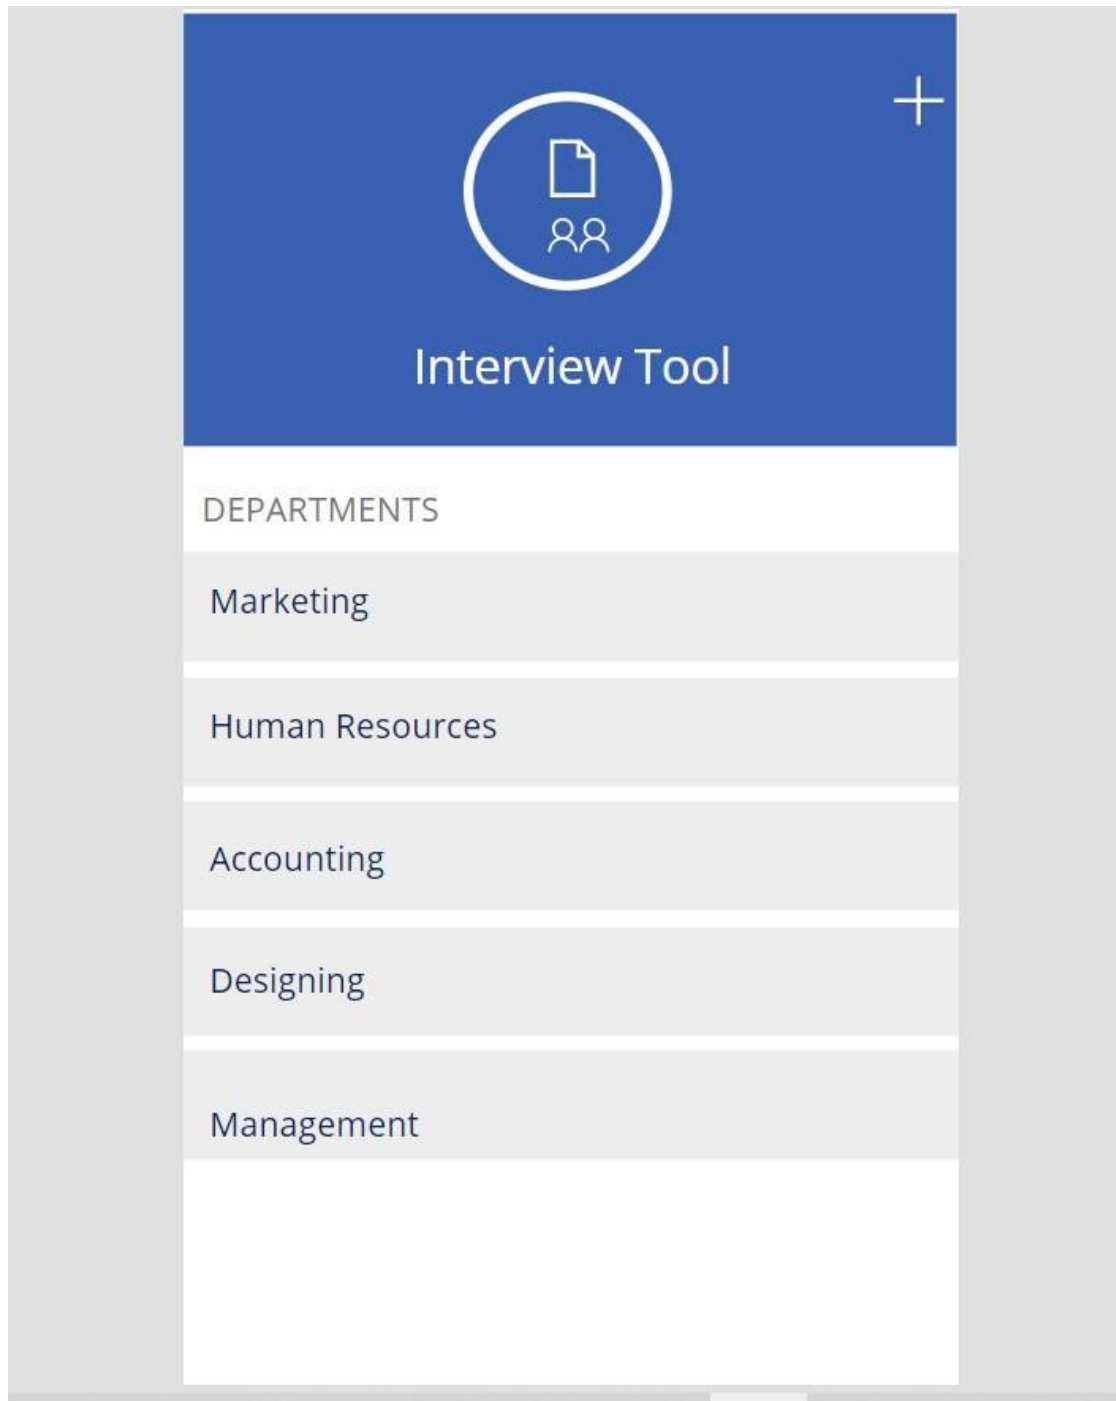 Interview Tool
DEPARTMENTS
Marketing
Human Resources
Accounting
Designing
Management